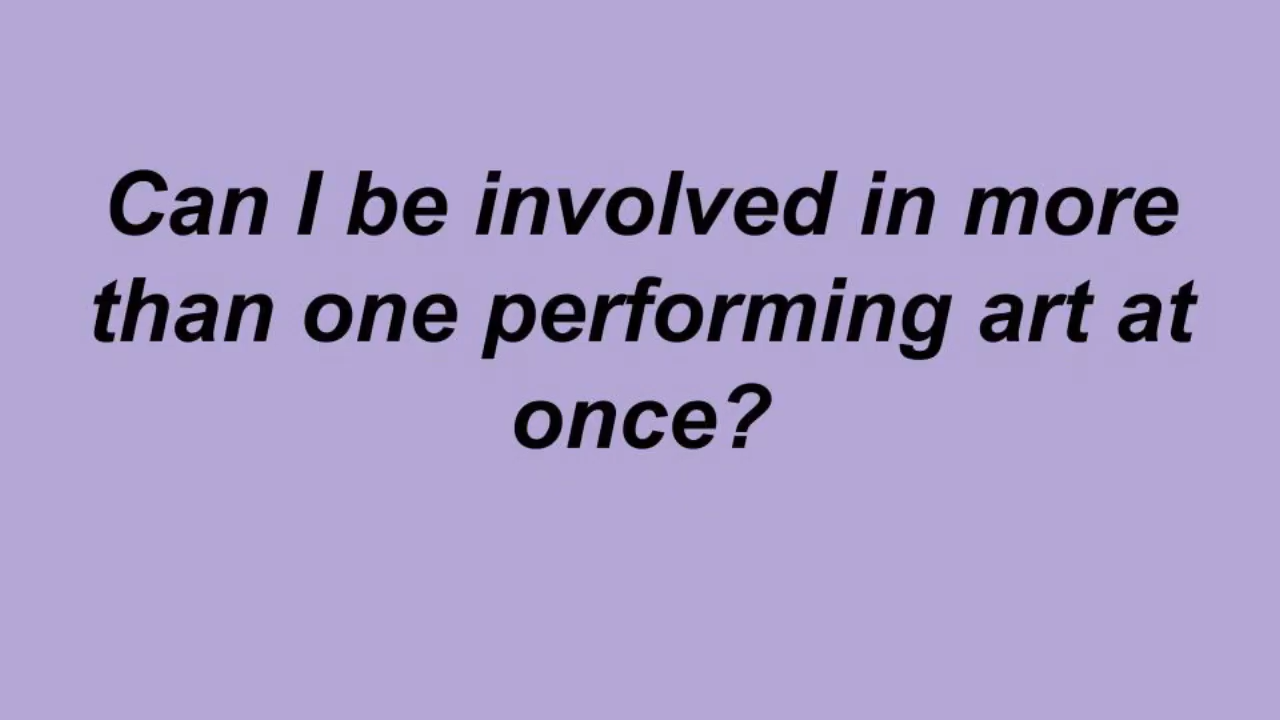 Can I be involved in more
than one performing art at
once?